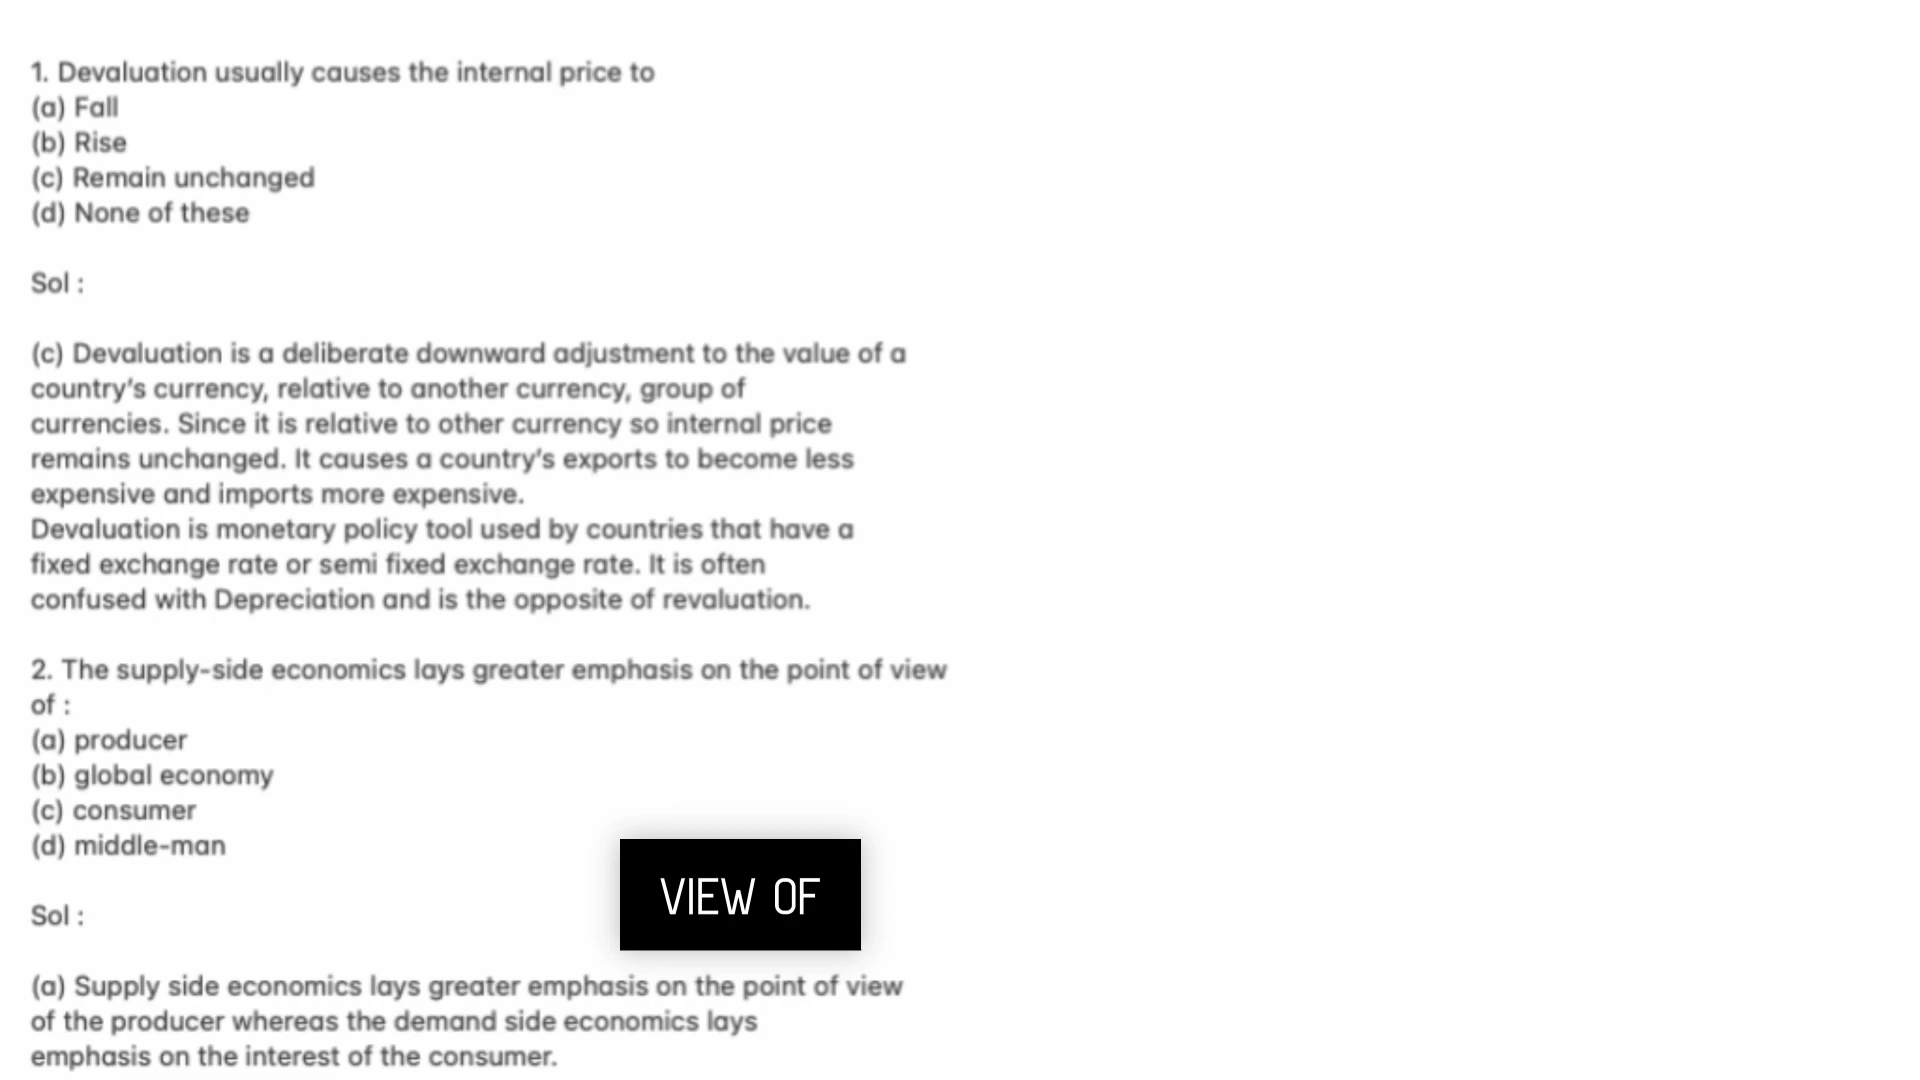 1. Devaluation usually causes the internal price to
(a) Fall
(b) Rise
(c) Remain unchanged
(d) None of these
Sol :
(c) Devaluation is a deliberate downward adjustment to the value of a
country's currency, relative to another currency, group of
currencies. Since it is relative to other currency so internal price
remains unchanged. It causes a country's exports to become less
expensive and imports more expensive.
Devaluation is monetary policy tool used by countries that have a
fixed exchange rate or semi fixed exchange rate. It is often
confused with Depreciation and is the opposite of revaluation.
2. The supply-side economics lays greater emphasis on the point of view
of :
(a) producer
(b) global economy
(c) consumer
(d) middle-man
VIEW OF
Sol :
(a) Supply side economics lays greater emphasis on the point of view
of the producer whereas the demand side economics lays
emphasis on the interest of the consumer.